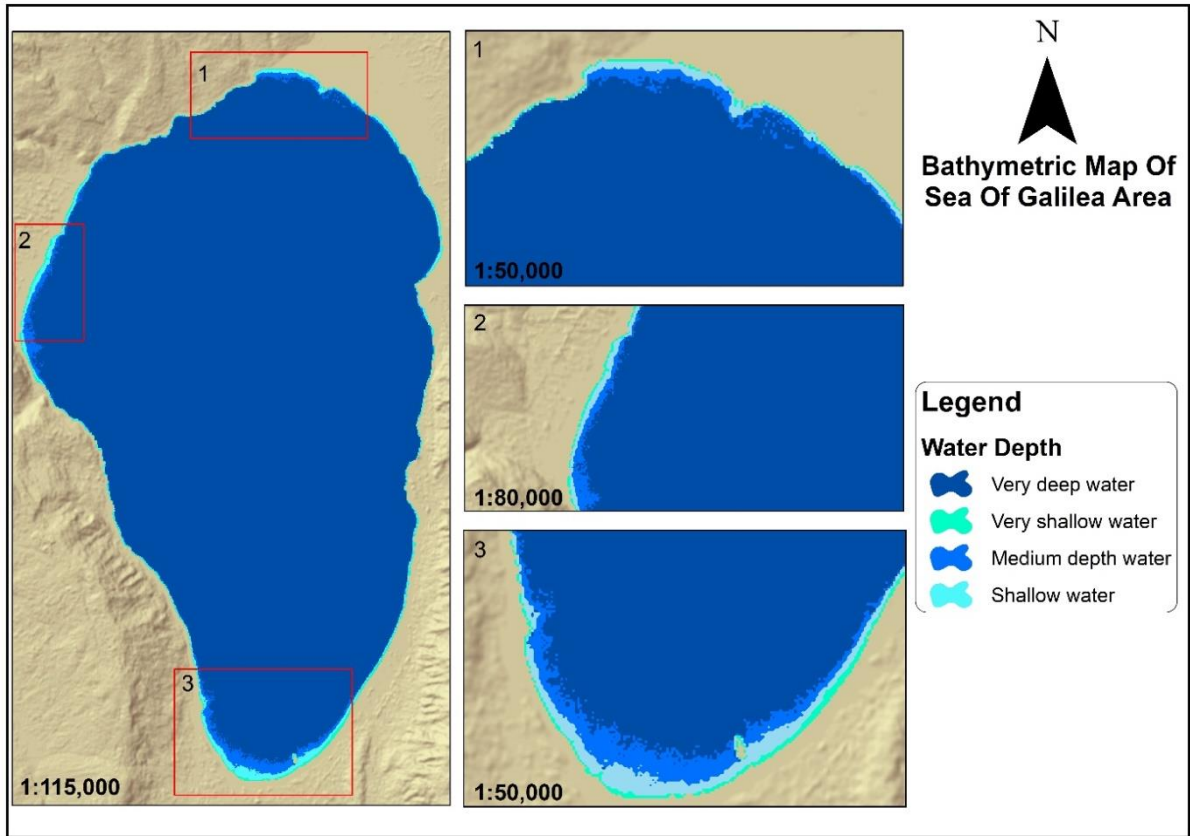 1
2
3
1:115,000
1
1:50,000
2
1:80,000
3
1:50,000
N
Bathymetric Map Of
Sea Of Galilea Area
Legend
Water Depth
Very deep water
Very shallow water
Medium depth water
Shallow water